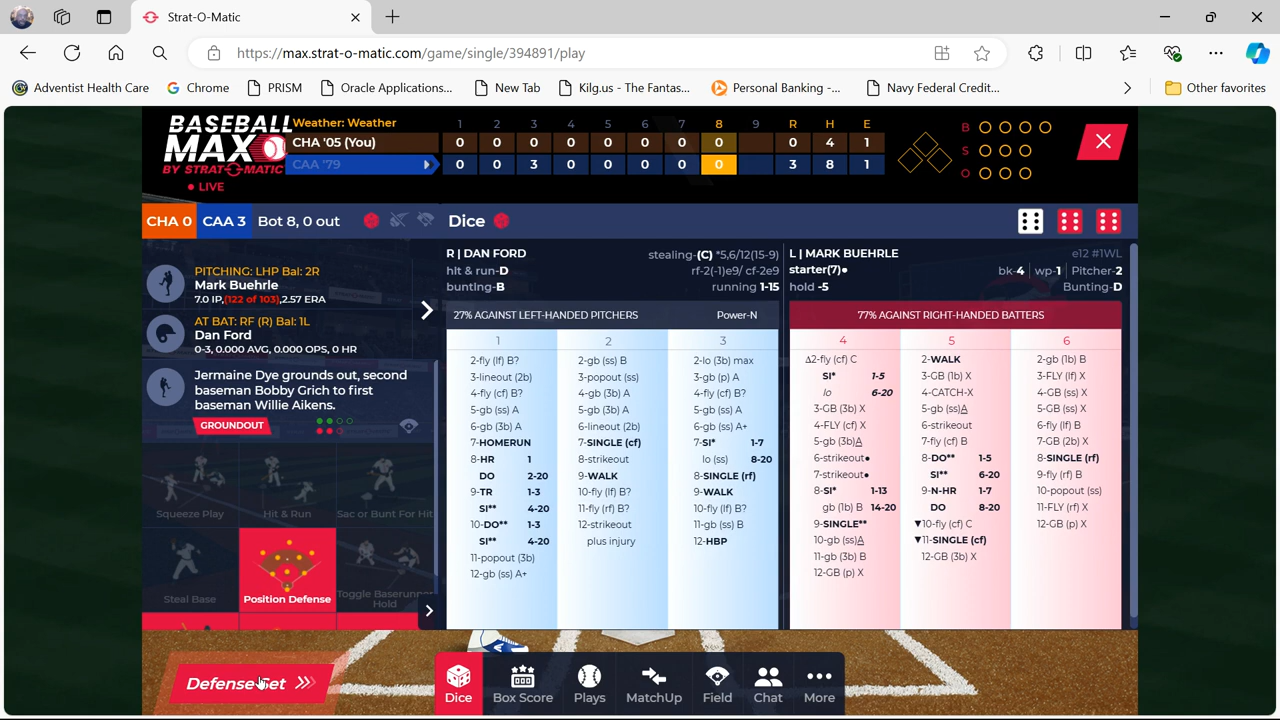 Strat-O-Matic
https://max.strat-o-matic.com/game/single/394891/play
Adventist Health Care
Chrome
PRISM
Oracle Applications...
New Tab
Kilg.us - The Fantas...
Personal Banking -...
Navy Federal Credit...
Other favorites
BASEBALL
MAX
BY STRAT-O-MATIC
LIVE
Weather: Weather
1 2 3 4 5 6 7 8 9 R H E
CHA '05 (You) 0 0 0 0 0 0 0 0 0 4 1
CAA '79 0 0 3 0 0 0 0 0 3 8 1
B
S
O
CHA 0 CAA 3 Bot 8, 0 out
Dice
PITCHING: LHP Bal: 2R
Mark Buehrle
7.0 IP,(122 of 103),2.57 ERA
AT BAT: RF (R) Bal: 1L
Dan Ford
0-3, 0.000 AVG, 0.000 OPS, 0 HR
Jermaine Dye grounds out, second
baseman Bobby Grich to first
baseman Willie Aikens.
GROUNDOUT
Squeeze Play
Hit & Run
Sac or Bunt For Hit
Steal Base
Position Defense
Toggle Baserunner
Hold
R | DAN FORD
stealing-(C) *5,6/12(15-9)
hit & run-D
rf-2(-1)e9/ cf-2e9
bunting-B
running 1-15
27% AGAINST LEFT-HANDED PITCHERS
Power-N
1
2-fly (lf) B?
3-lineout (2b)
4-fly (cf) B?
5-gb (ss) A
6-gb (3b) A
7-HOMERUN
8-HR 1
DO 2-20
9-TR 1-3
SI** 4-20
10-DO** 1-3
SI** 4-20
11-popout (3b)
12-gb (ss) A+
2
2-gb (ss) B
3-popout (ss)
4-gb (3b) A
5-gb (3b) A
6-lineout (2b)
7-SINGLE (cf)
8-strikeout
9-WALK
10-fly (lf) B?
11-fly (rf) B?
12-strikeout
plus injury
3
2-lo (3b) max
3-gb (p) A
4-fly (cf) B?
5-gb (ss) A
6-gb (ss) A+
7-SI* 1-7
lo (ss) 8-20
8-SINGLE (rf)
9-WALK
10-fly (lf) B?
11-gb (ss) B
12-HBP
L | MARK BUEHRLE
e12 #1WL
starter(7)●
bk-4 | wp-1 | Pitcher-2
hold -5
Bunting-D
77% AGAINST RIGHT-HANDED BATTERS
4
Δ2-fly (cf) C
SI* 1-5
lo 6-20
3-GB (3b) X
4-FLY (cf) X
5-gb (3b)A
6-strikeout●
7-strikeout●
8-SI* 1-13
gb (1b) B 14-20
9-SINGLE**
10-gb (ss)A
11-gb (3b) B
12-GB (p) X
5
2-WALK
3-GB (1b) X
4-CATCH-X
5-gb (ss)A
6-strikeout
7-fly (cf) B
8-DO** 1-5
SI** 6-20
9-N-HR 1-7
DO 8-20
▼10-fly (cf) C
▼11-SINGLE (cf)
12-GB (3b) X
6
2-gb (1b) B
3-FLY (lf) X
4-GB (ss) X
5-GB (ss) X
6-fly (lf) B
7-GB (2b) X
8-SINGLE (rf)
9-fly (rf) B
10-popout (ss)
11-FLY (rf) X
12-GB (p) X
Defense Set
Dice
Box Score
Plays
MatchUp
Field
Chat
More